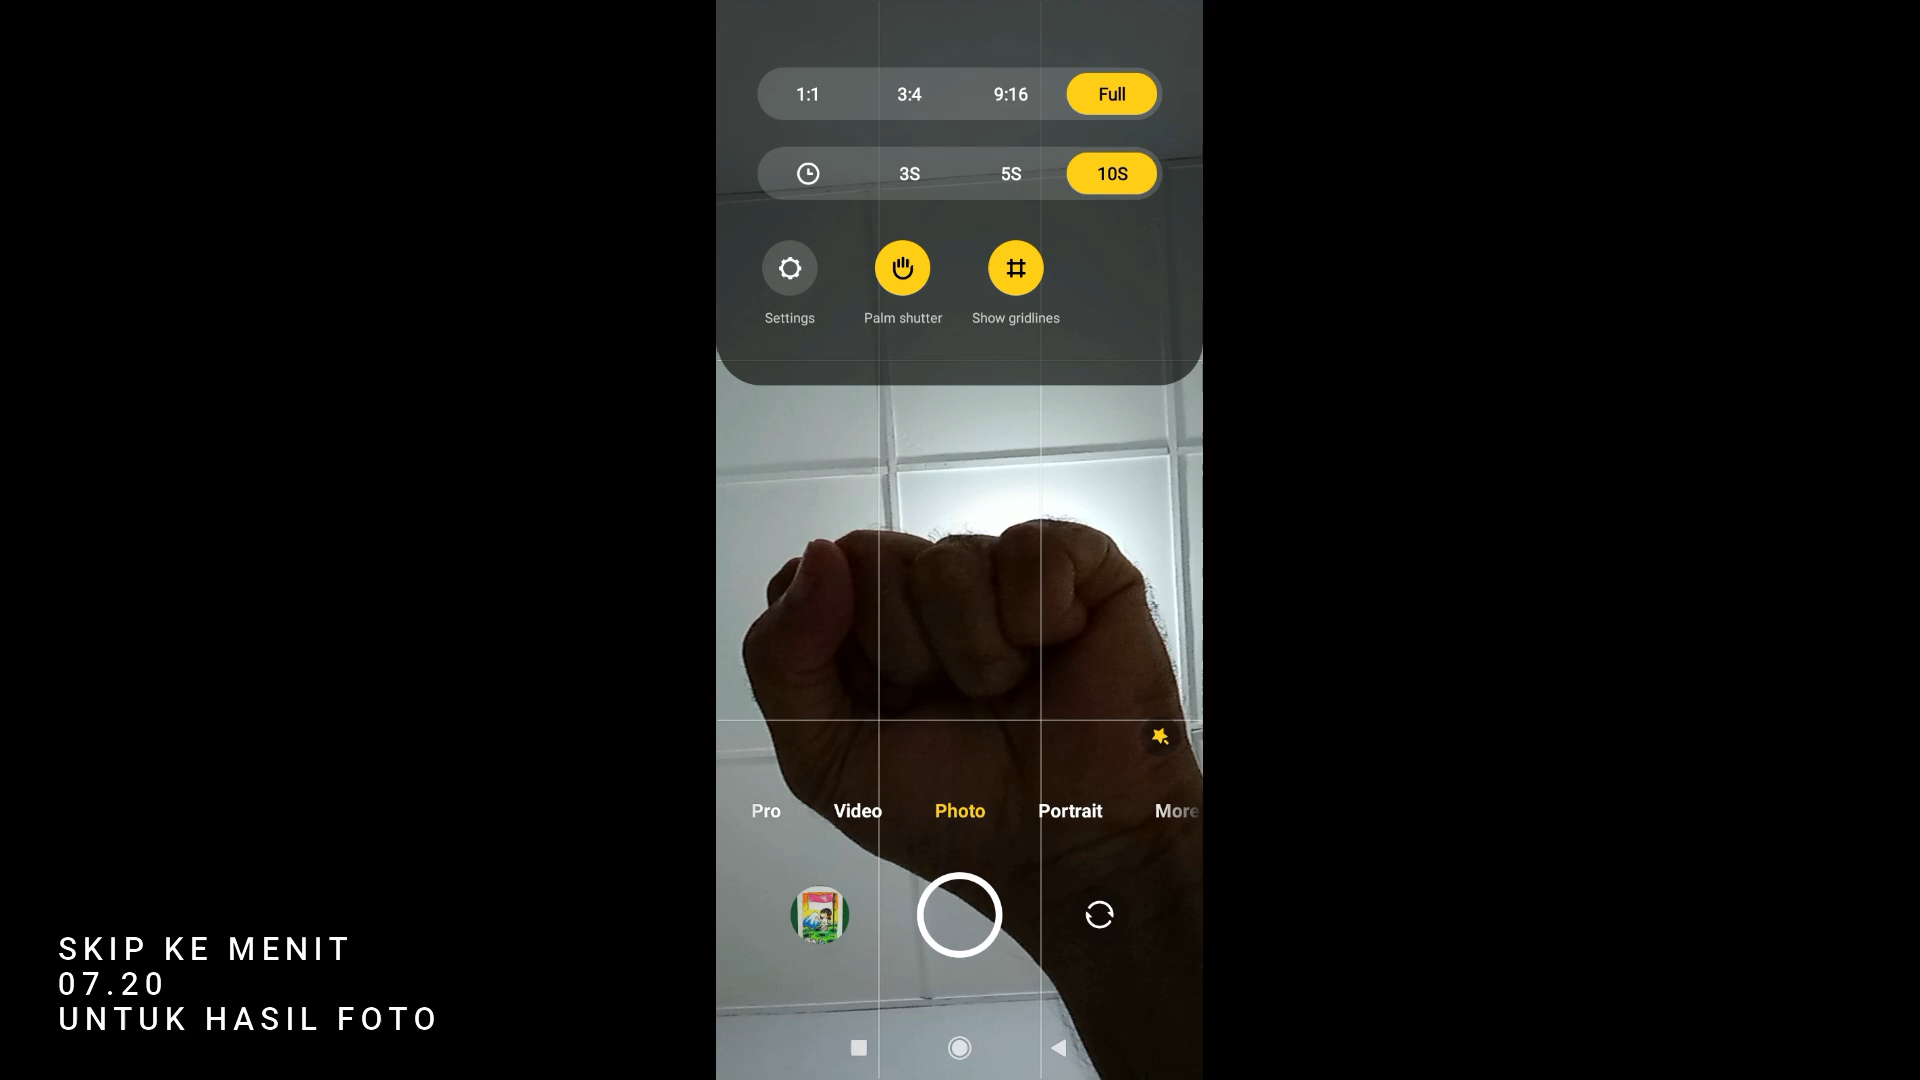 1:1 3:4 9:16 Full
3S 5S 10S
Settings Palm shutter Show gridlines
Pro Video Photo Portrait More
SKIP KE MENIT
07.20
UNTUK HASIL FOTO